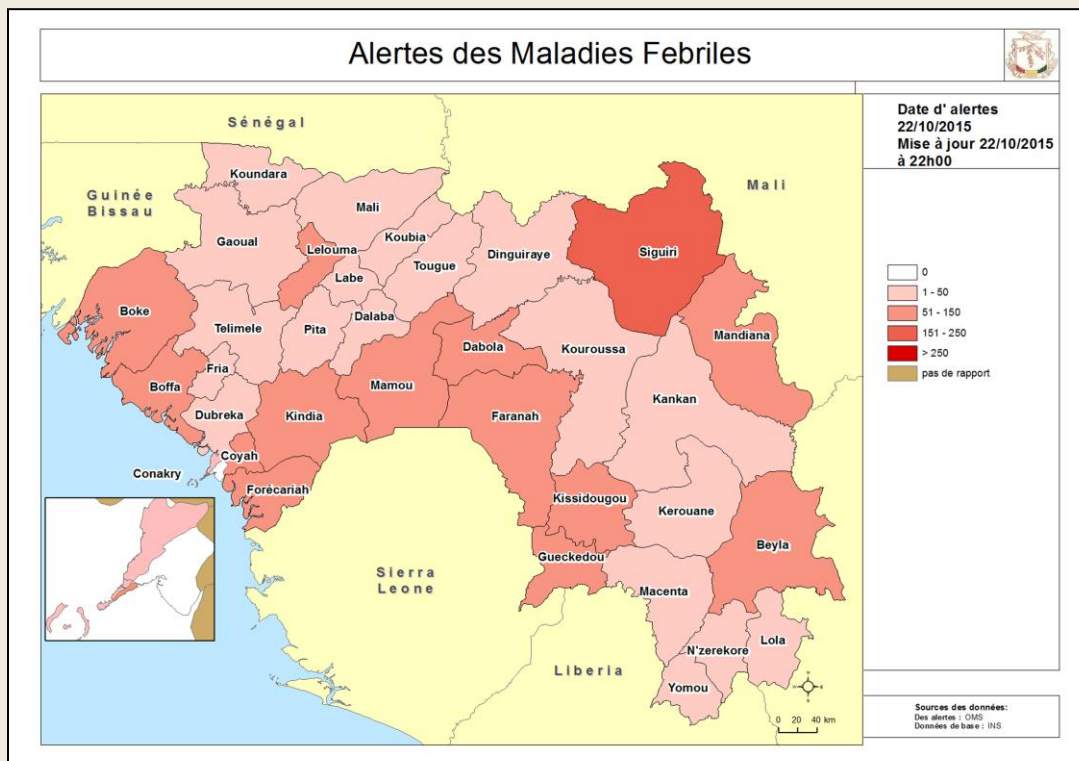 Alertes des Maladies Febriles
Date d' alertes
22/10/2015
Mise à jour 22/10/2015
à 22h00
Sénégal
Mali
Guinée
Bissau
Koundara
Mali
Gaoual
Lelouma
Koubia
Labe
Tougue
Dinguiraye
Siguiri
Boke
Telimele
Pita
Dalaba
Dabola
Kouroussa
Mandiana
Fria
Boffa
Mamou
Dubreka
Kindia
Faranah
Kankan
Coyah
Conakry
Forécariah
Kissidougou
Kerouane
Beyla
Gueckedou
Sierra
Leone
Macenta
N'zerekoré
Lola
Liberia
Yomou
0
1 - 50
51 - 150
151 - 250
> 250
pas de rapport
0 20 40 km
Sources des données:
Des alertes : OMS
Données de base : INS